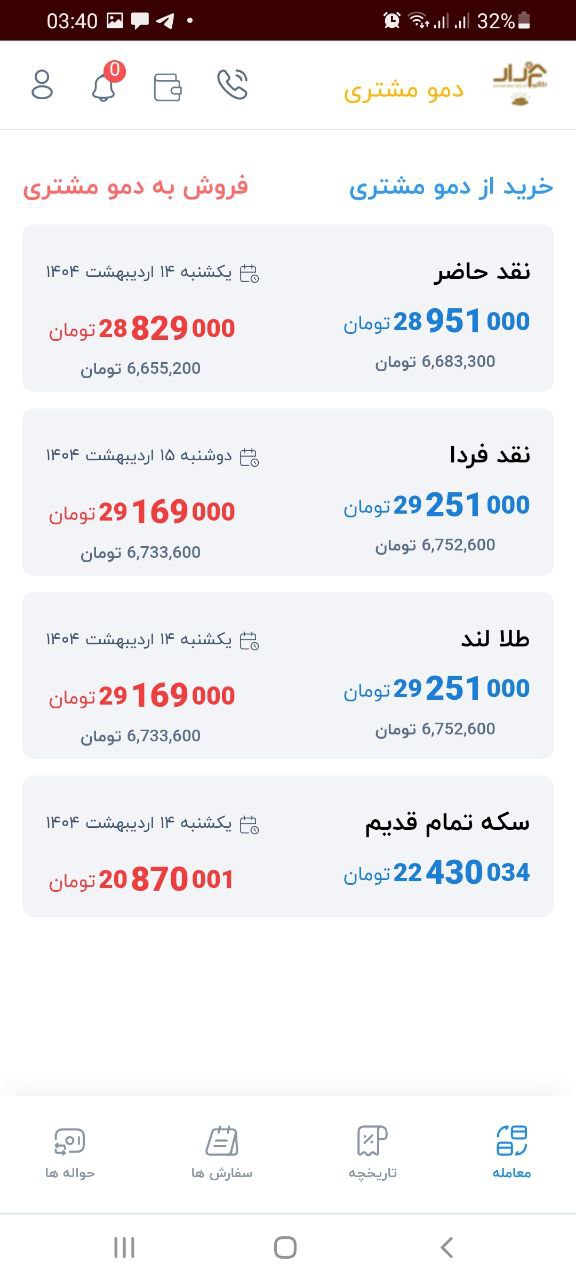 03:40
32%
دمو مشتری
0
خرید از دمو مشتری
فروش به دمو مشتری
نقد حاضر
یکشنبه ۱۴ اردیبهشت ۱۴۰۴
28 951 000 تومان
28 829 000 تومان
6,683,300 تومان
6,655,200 تومان
نقد فردا
دوشنبه ۱۵ اردیبهشت ۱۴۰۴
29 251 000 تومان
29 169 000 تومان
6,752,600 تومان
6,733,600 تومان
طلا لند
یکشنبه ۱۴ اردیبهشت ۱۴۰۴
29 251 000 تومان
29 169 000 تومان
6,752,600 تومان
6,733,600 تومان
سکه تمام قدیم
یکشنبه ۱۴ اردیبهشت ۱۴۰۴
22 430 034 تومان
20 870 001 تومان
معامله
تاریخچه
سفارش ها
حواله ها